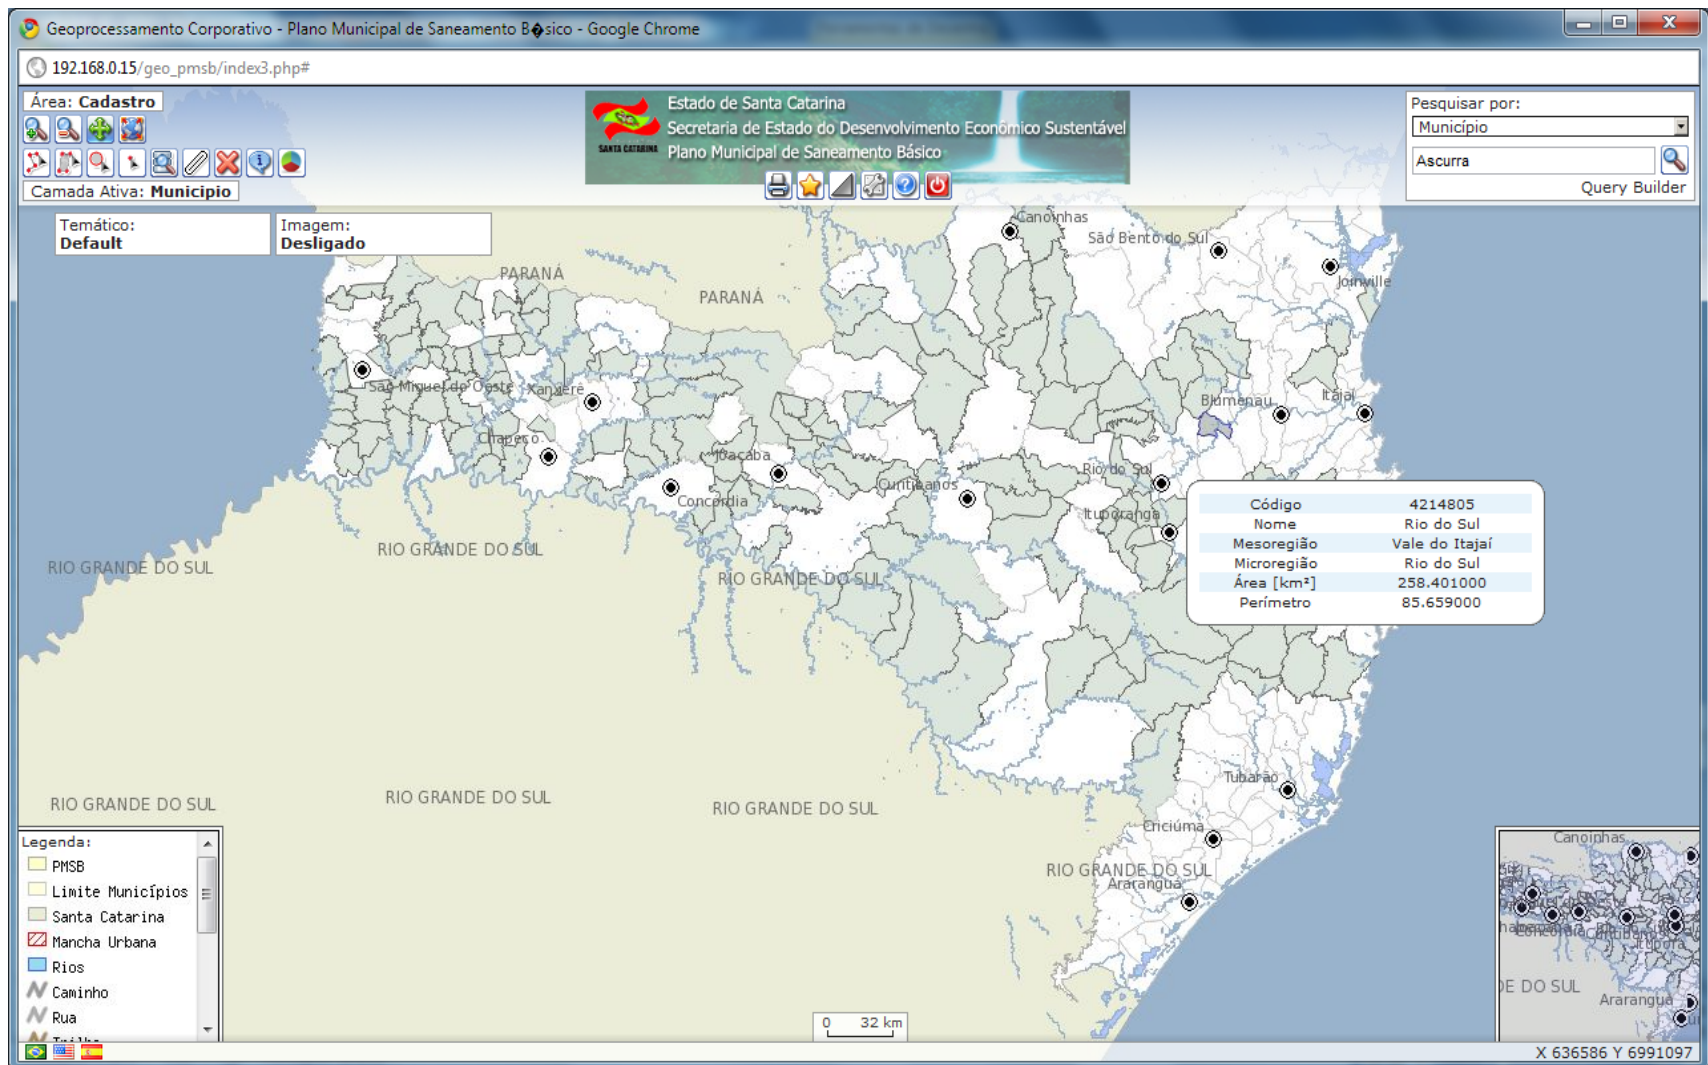 Geoprocessamento Corporativo - Plano Municipal de Saneamento B�sico - Google Chrome
192.168.0.15/geo_pmsb/index3.php#
Área: Cadastro
Camada Ativa: Municipio
SANTA CATARINA
Estado de Santa Catarina
Secretaria de Estado do Desenvolvimento Econômico Sustentável
Plano Municipal de Saneamento Básico
Pesquisar por:
Município
Ascurra
Query Builder
Temático:
Default
Imagem:
Desligado
Canoinhas
São Bento do Sul
Joinville
PARANÁ
PARANÁ
São Miguel do Oeste
Xanxerê
Chapecó
Joaçaba
Concórdia
Curitibanos
Blumenau
Itajaí
Rio do Sul
Ituporanga
Código 4214805
Nome Rio do Sul
Mesoregião Vale do Itajaí
Microregião Rio do Sul
Área [km²] 258.401000
Perímetro 85.659000
RIO GRANDE DO SUL
RIO GRANDE DO SUL
RIO GRANDE DO SUL
Tubarão
RIO GRANDE DO SUL
RIO GRANDE DO SUL
RIO GRANDE DO SUL
Criciúma
RIO GRANDE DO SUL
Araranguá
Legenda:
PMSB
Limite Municípios
Santa Catarina
Mancha Urbana
Rios
Caminho
Rua
Trilha
0 32 km
Canoinhas
DE DO SUL
Araranguá
X 636586 Y 6991097